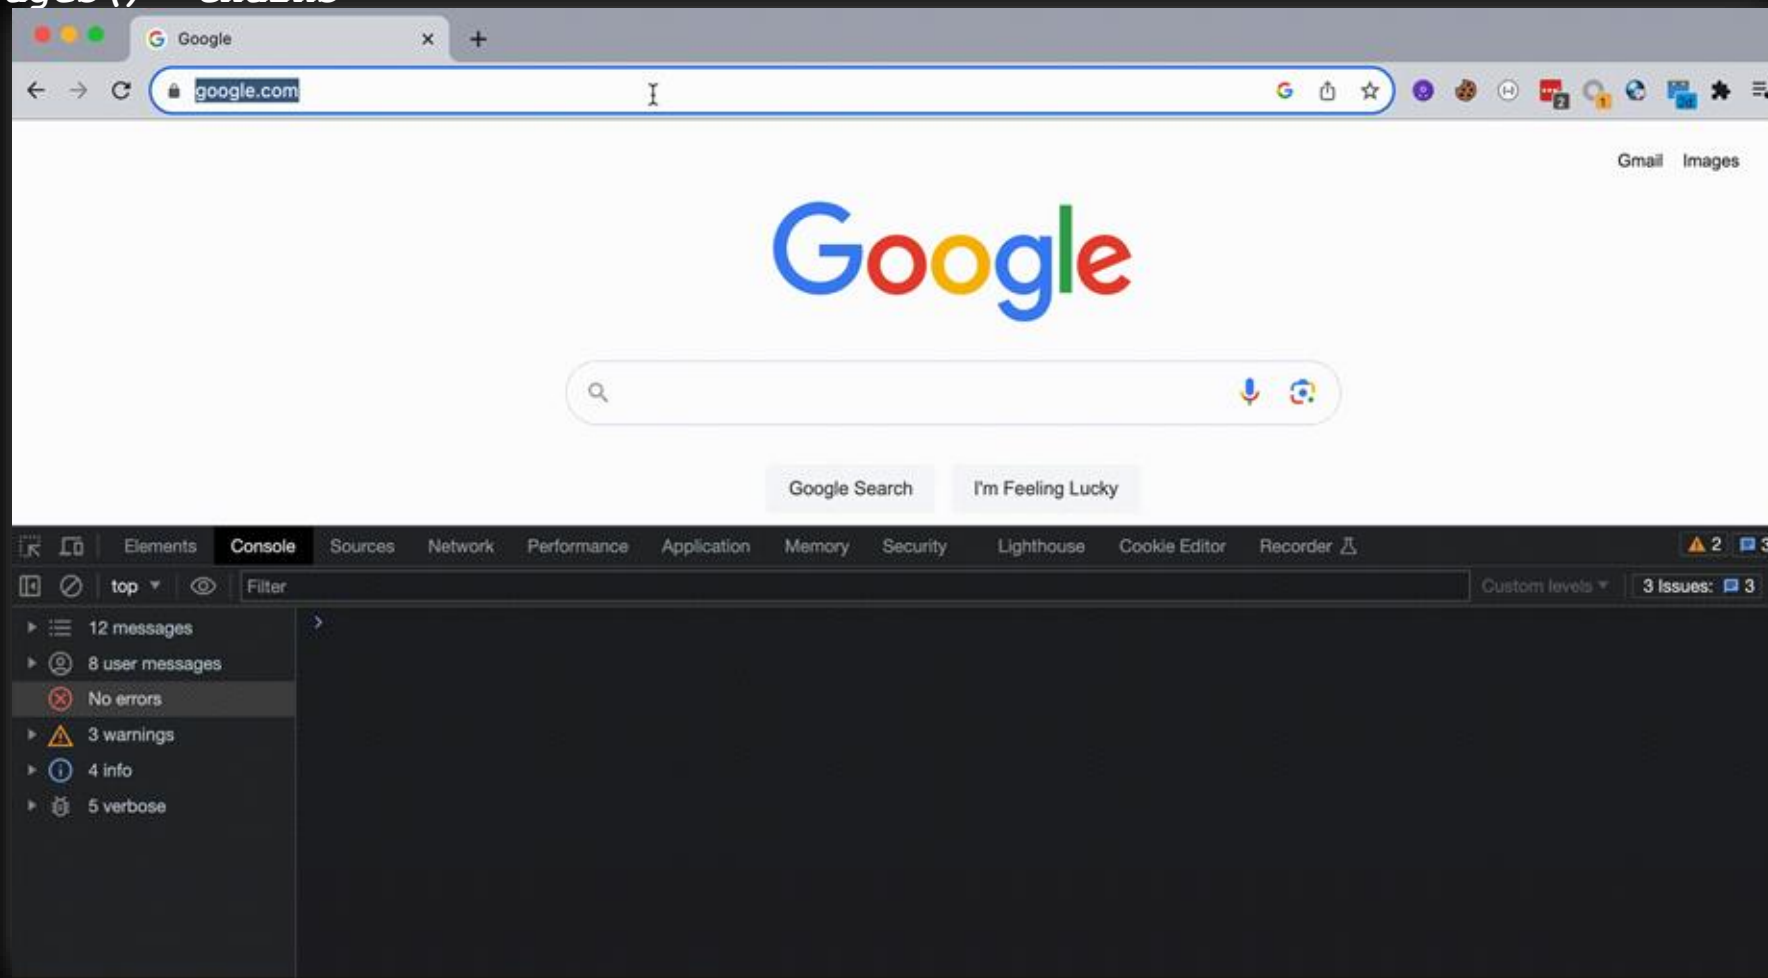 Google
google.com
Gmail Images
Google
Google Search I'm Feeling Lucky
Elements Console Sources Network Performance Application Memory Security Lighthouse Cookie Editor Recorder 2 3
top Filter Custom levels 3 Issues: 3
12 messages
8 user messages
No errors
3 warnings
4 info
5 verbose